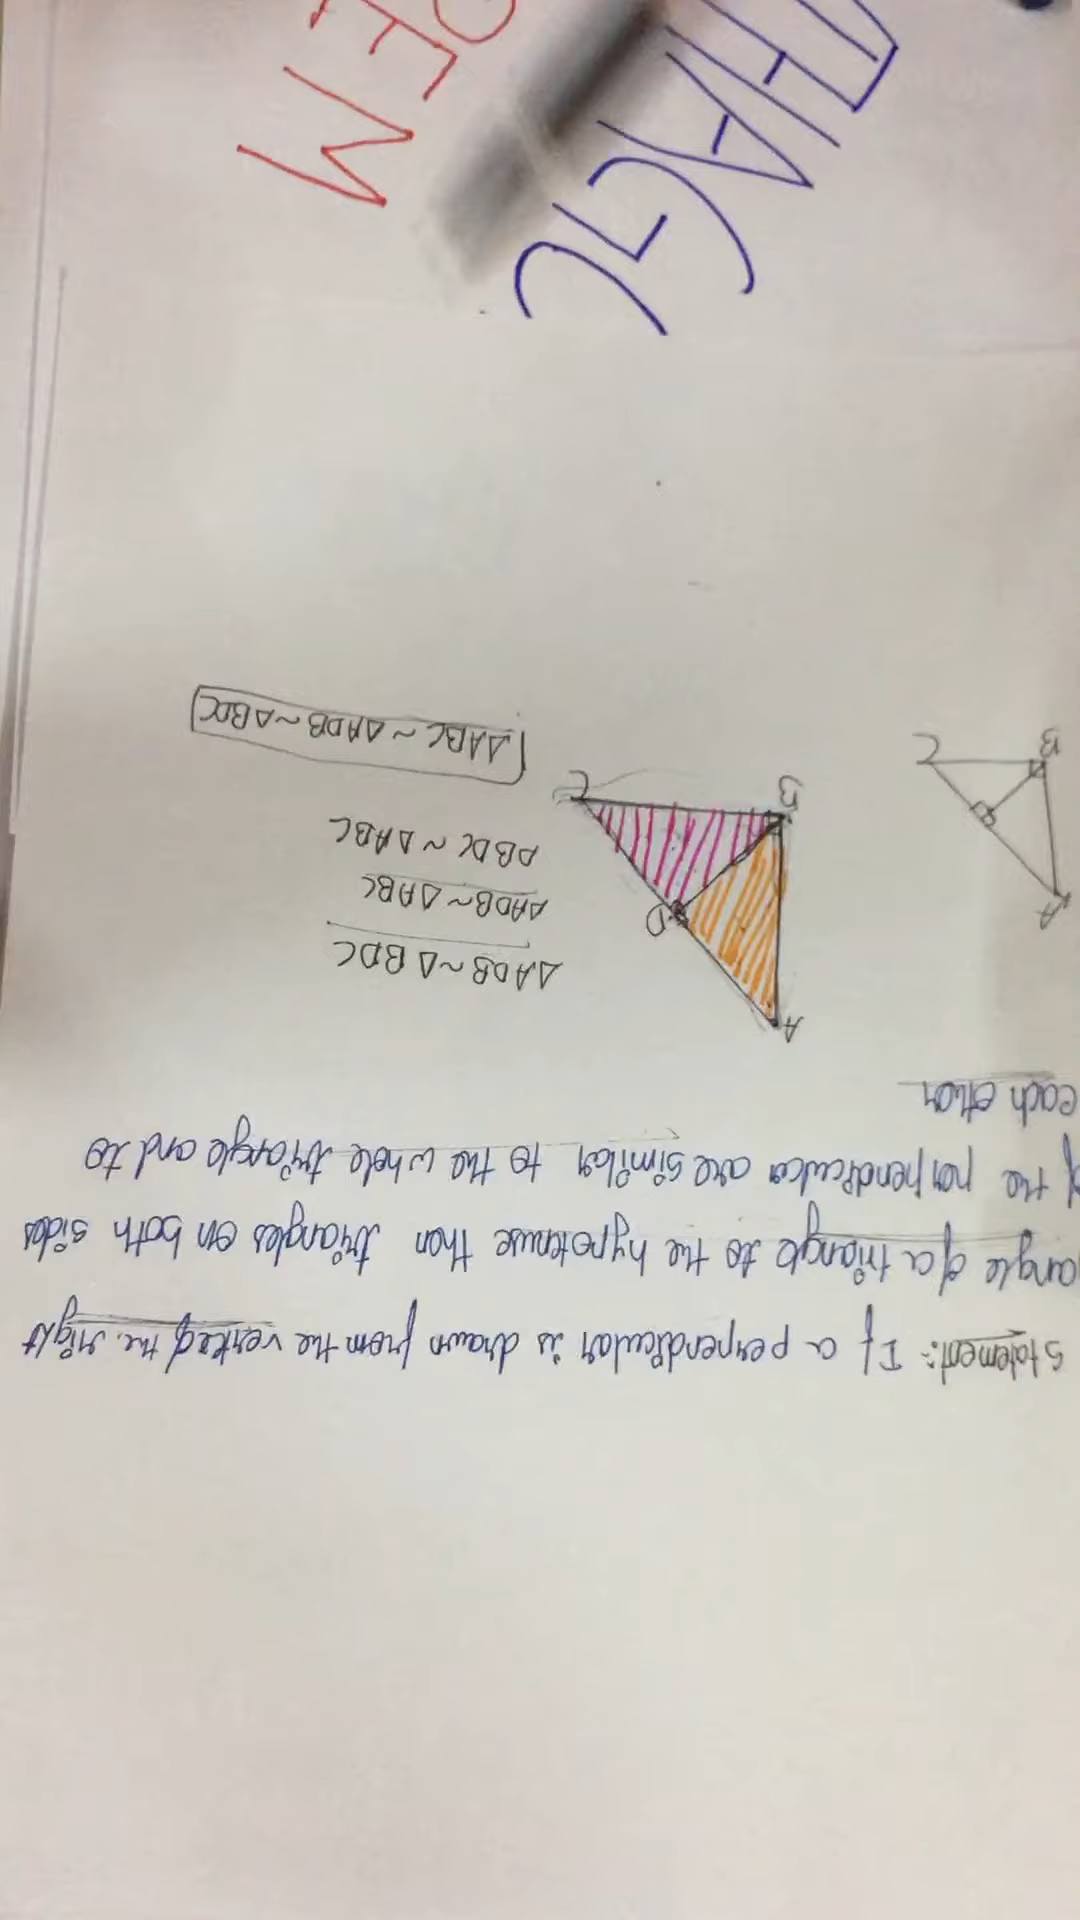 Statement:- If a perpendicular is drawn from the vertex of the right
angle of a triangle to the hypotenuse then triangles on both sides
of the perpendicular are similar to the whole triangle and to
each other
A
B
C
A
D
B
C
ΔADB~ΔBDC
ΔADB~ΔABC
ΔBDC~ΔABC
ΔABC~ΔADB~ΔBDC